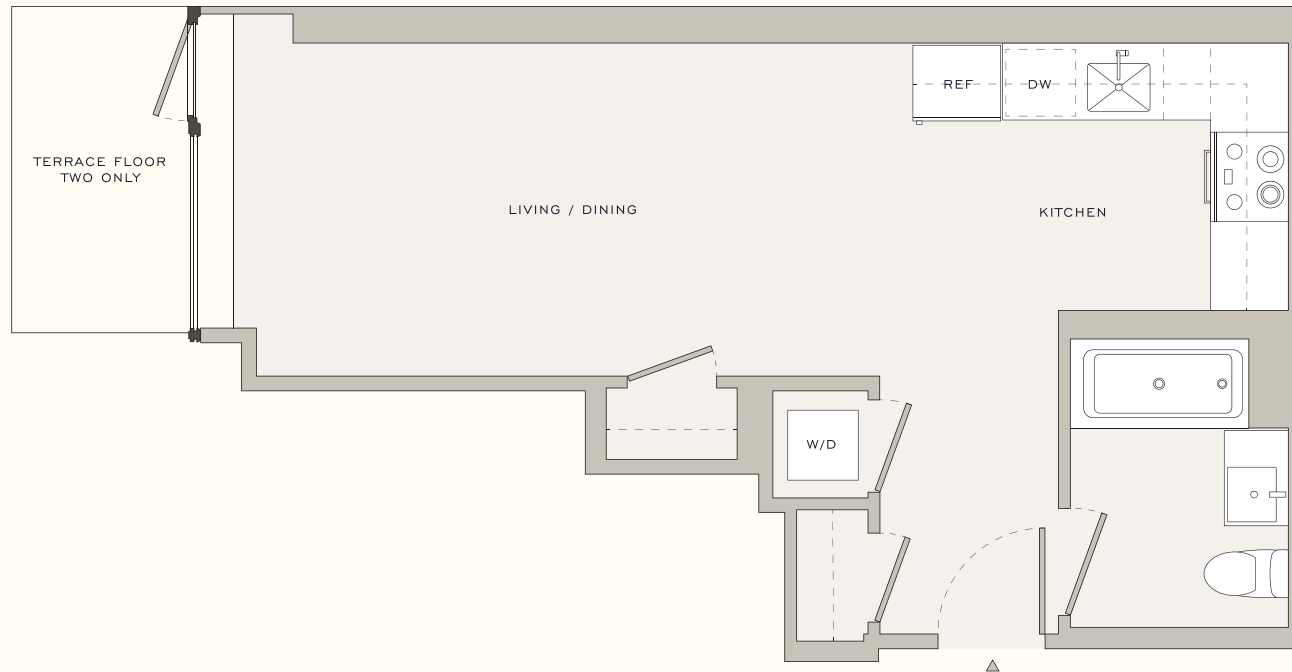 REF
DW
TERRACE FLOOR
TWO ONLY
LIVING / DINING
KITCHEN
W/D